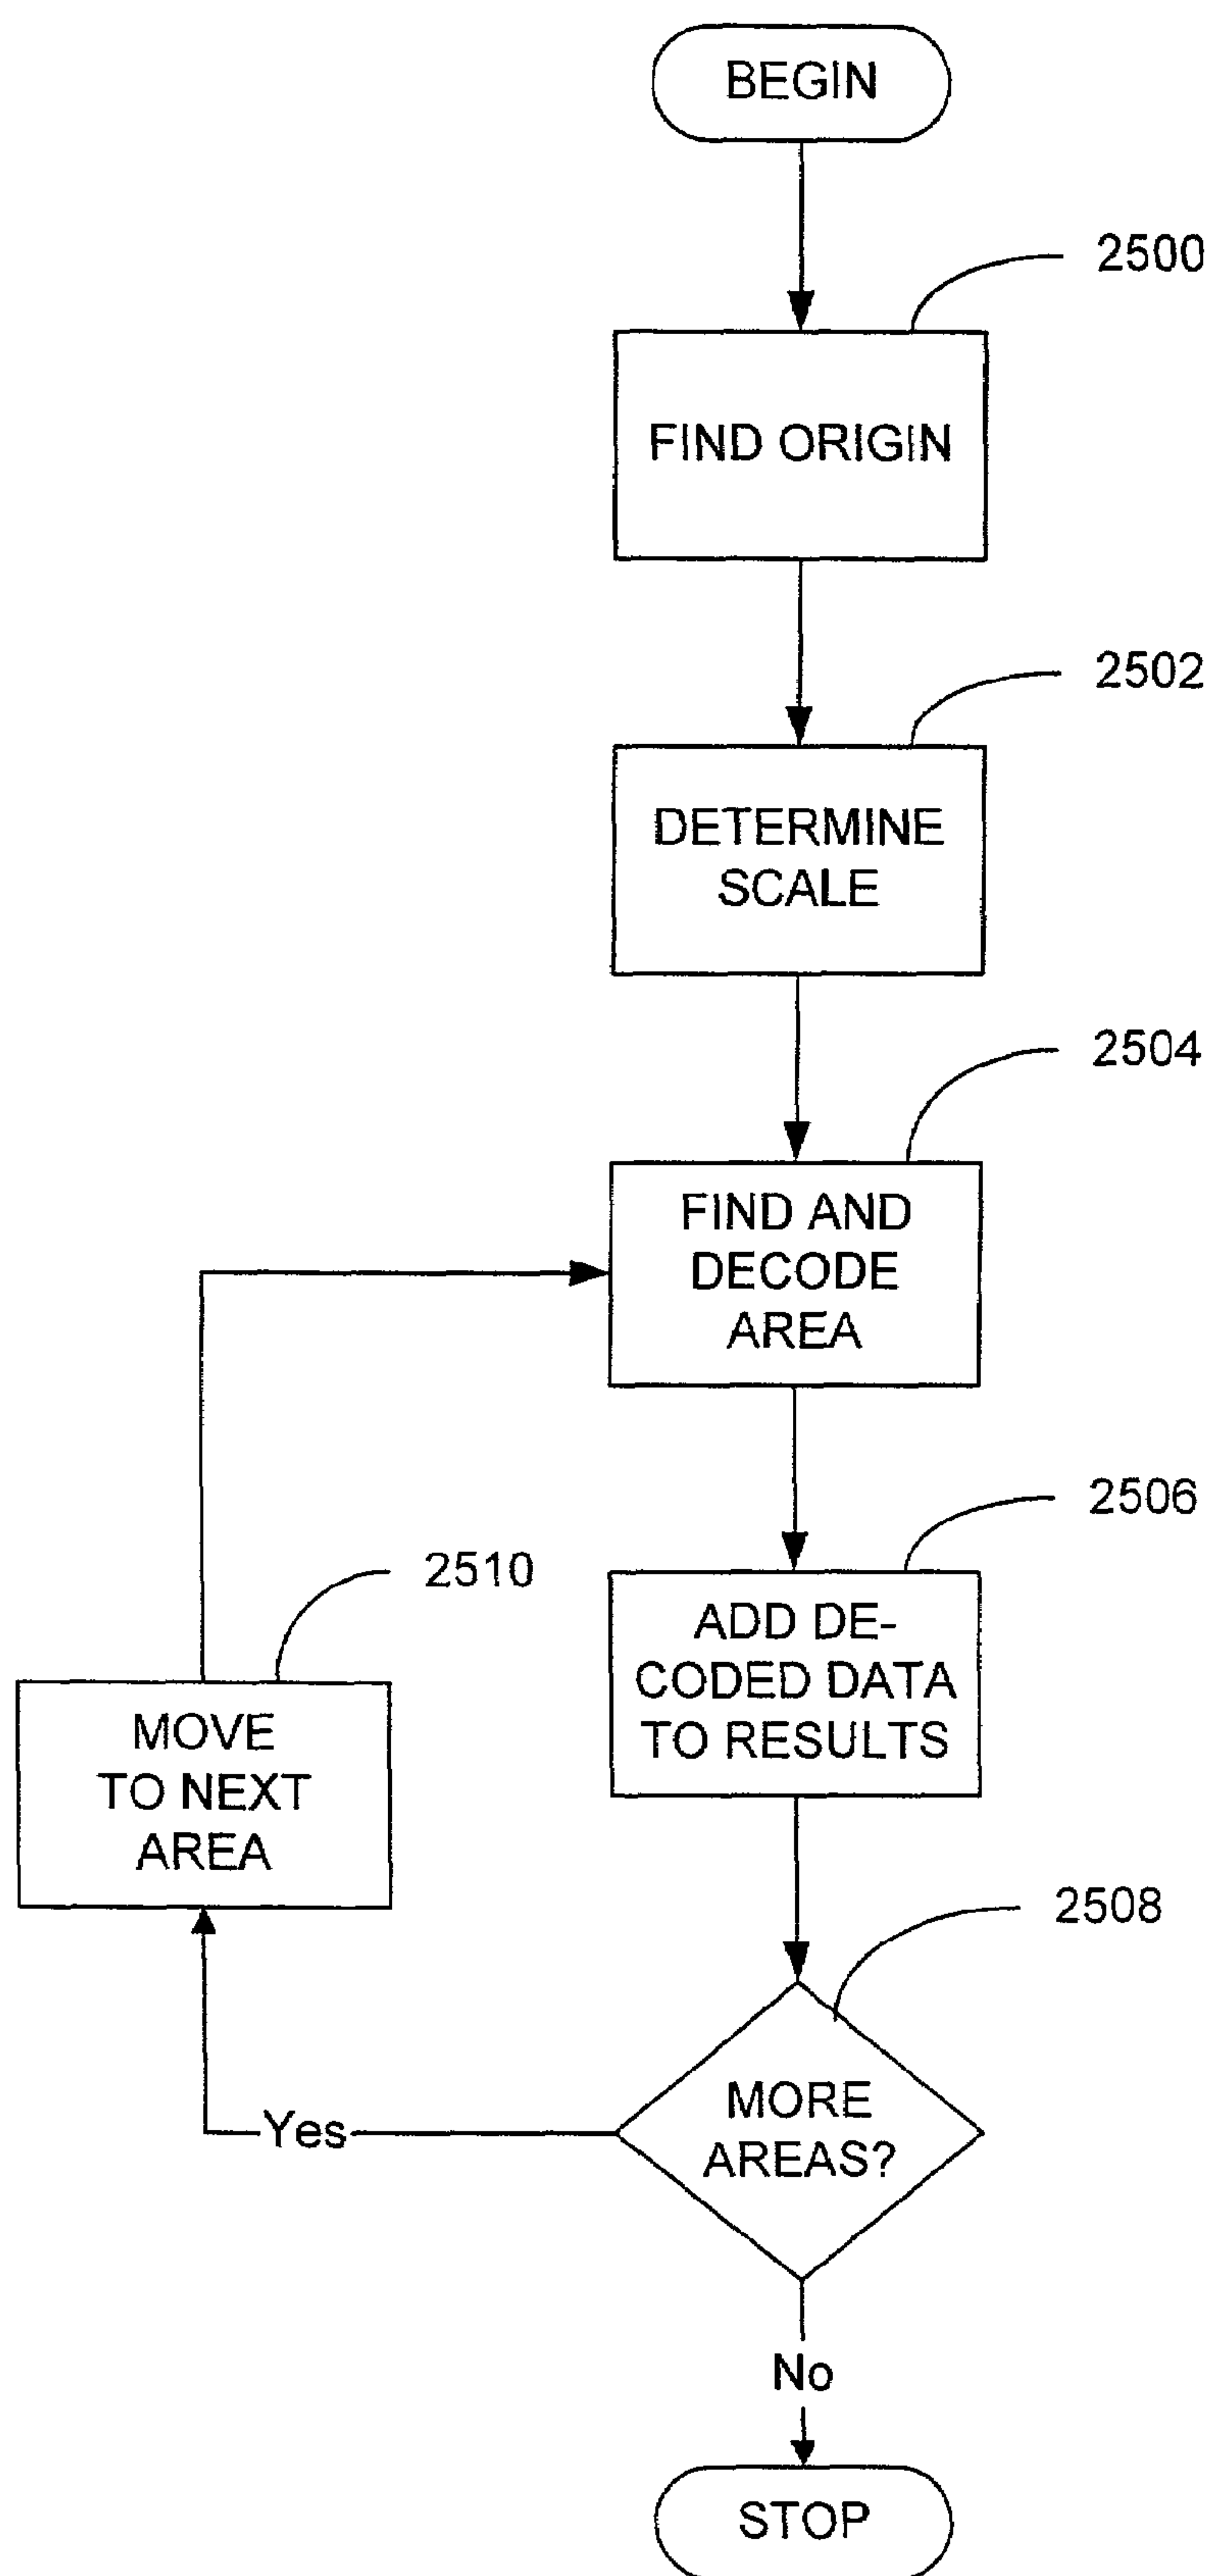 BEGIN
2500
FIND ORIGIN
2502
DETERMINE
SCALE
2504
FIND AND
DECODE
AREA
2506
ADD DE-
CODED DATA
TO RESULTS
2510
MOVE
TO NEXT
AREA
2508
MORE
AREAS?
Yes
No
STOP